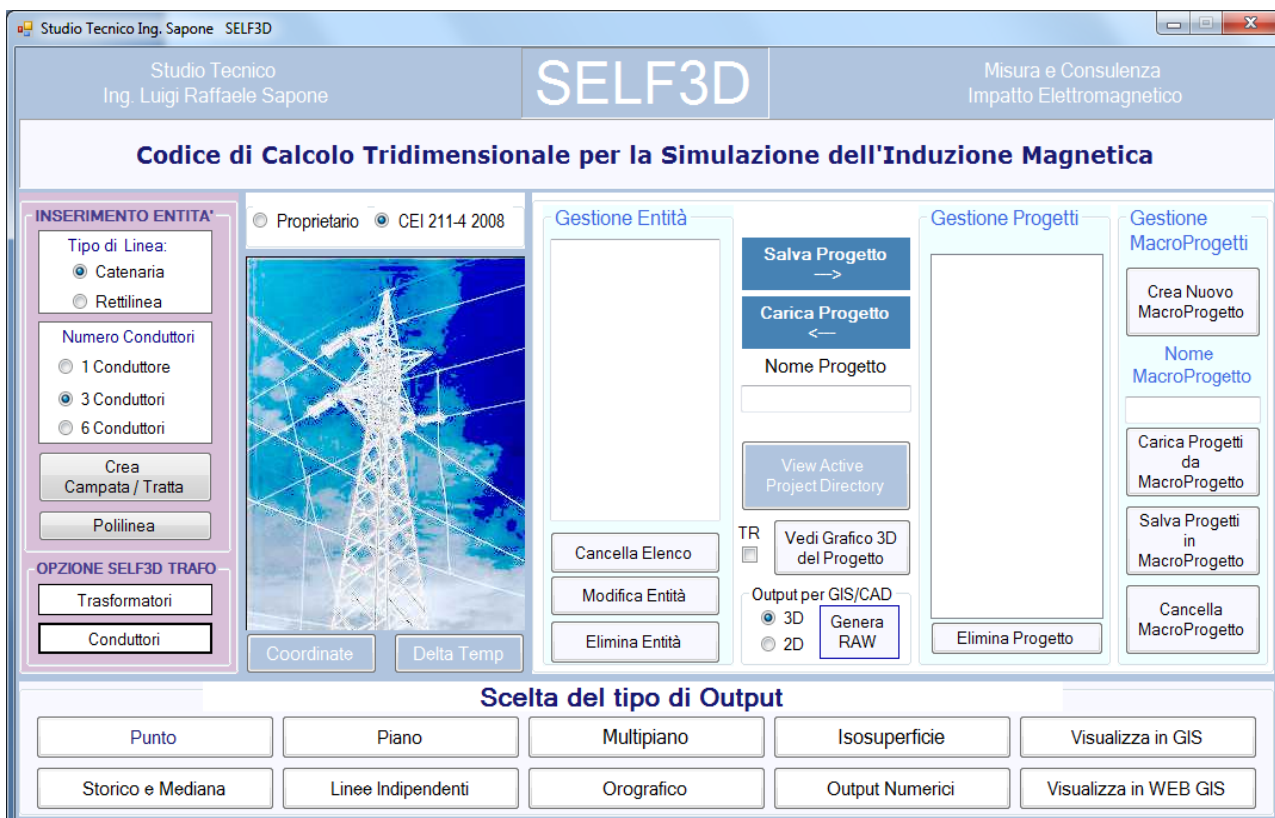 Studio Tecnico Ing. Sapone SELF3D
Studio Tecnico
Ing. Luigi Raffaele Sapone
SELF3D
Misura e Consulenza
Impatto Elettromagnetico
Codice di Calcolo Tridimensionale per la Simulazione dell'Induzione Magnetica
INSERIMENTO ENTITA'
Tipo di Linea:
Catenaria
Rettilinea
Numero Conduttori
1 Conduttore
3 Conduttori
6 Conduttori
Crea
Campata / Tratta
Polilinea
OPZIONE SELF3D TRAFO
Trasformatori
Conduttori
Proprietario
CEI 211-4 2008
Coordinate
Delta Temp
Gestione Entità
Cancella Elenco
Modifica Entità
Elimina Entità
Salva Progetto
--->
Carica Progetto
<---
Nome Progetto
View Active
Project Directory
TR
Vedi Grafico 3D
del Progetto
Output per GIS/CAD
3D
2D
Genera
RAW
Gestione Progetti
Elimina Progetto
Gestione
MacroProgetti
Crea Nuovo
MacroProgetto
Nome
MacroProgetto
Carica Progetti
da
MacroProgetto
Salva Progetti
in
MacroProgetto
Cancella
MacroProgetto
Scelta del tipo di Output
Punto
Piano
Multipiano
Isosuperficie
Visualizza in GIS
Storico e Mediana
Linee Indipendenti
Orografico
Output Numerici
Visualizza in WEB GIS